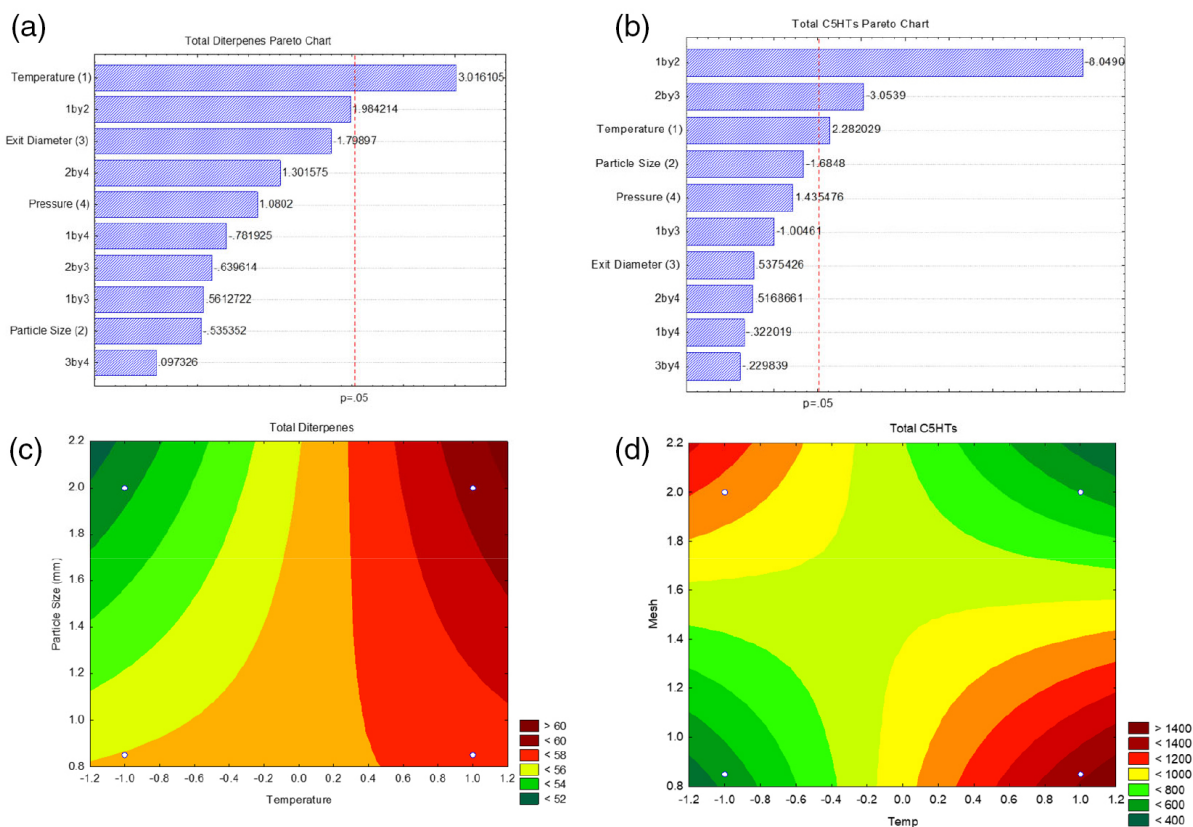 (a)
Total Diterpenes Pareto Chart
Temperature (1)
3.016105
1by2
1.984214
Exit Diameter (3)
-1.79897
2by4
1.301575
Pressure (4)
1.0802
1by4
-.781925
2by3
-.639614
1by3
.5612722
Particle Size (2)
-.535352
3by4
.097326
p=.05
(b)
Total C5HTs Pareto Chart
1by2
-8.0490
2by3
-3.0539
Temperature (1)
2.282029
Particle Size (2)
-1.6848
Pressure (4)
1.435476
1by3
-1.00461
Exit Diameter (3)
.5375426
2by4
.5168661
1by4
-.322019
3by4
-.229839
p=.05
(c)
Total Diterpenes
Particle Size (mm)
2.2
2.0
1.8
1.6
1.4
1.2
1.0
0.8
-1.2 -1.0 -0.8 -0.6 -0.4 -0.2 0.0 0.2 0.4 0.6 0.8 1.0 1.2
Temperature
> 60
< 60
< 58
< 56
< 54
< 52
(d)
Total C5HTs
Mesh
2.2
2.0
1.8
1.6
1.4
1.2
1.0
0.8
-1.2 -1.0 -0.8 -0.6 -0.4 -0.2 0.0 0.2 0.4 0.6 0.8 1.0 1.2
Temp
> 1400
< 1400
< 1200
< 1000
< 800
< 600
< 400